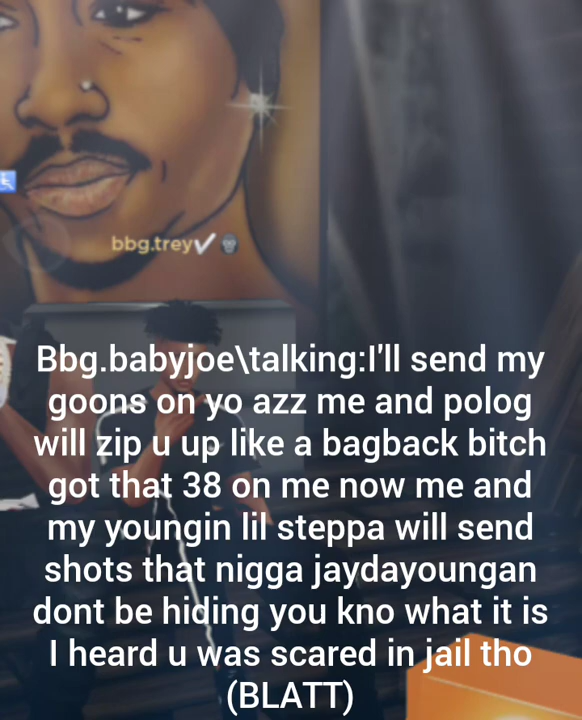 bbg.trey✔💀
Bbg.babyjoe\talking:I'll send my
goons on yo azz me and polog
will zip u up like a bagback bitch
got that 38 on me now me and
my youngin lil steppa will send
shots that nigga jaydayoungan
dont be hiding you kno what it is
I heard u was scared in jail tho
(BLATT)